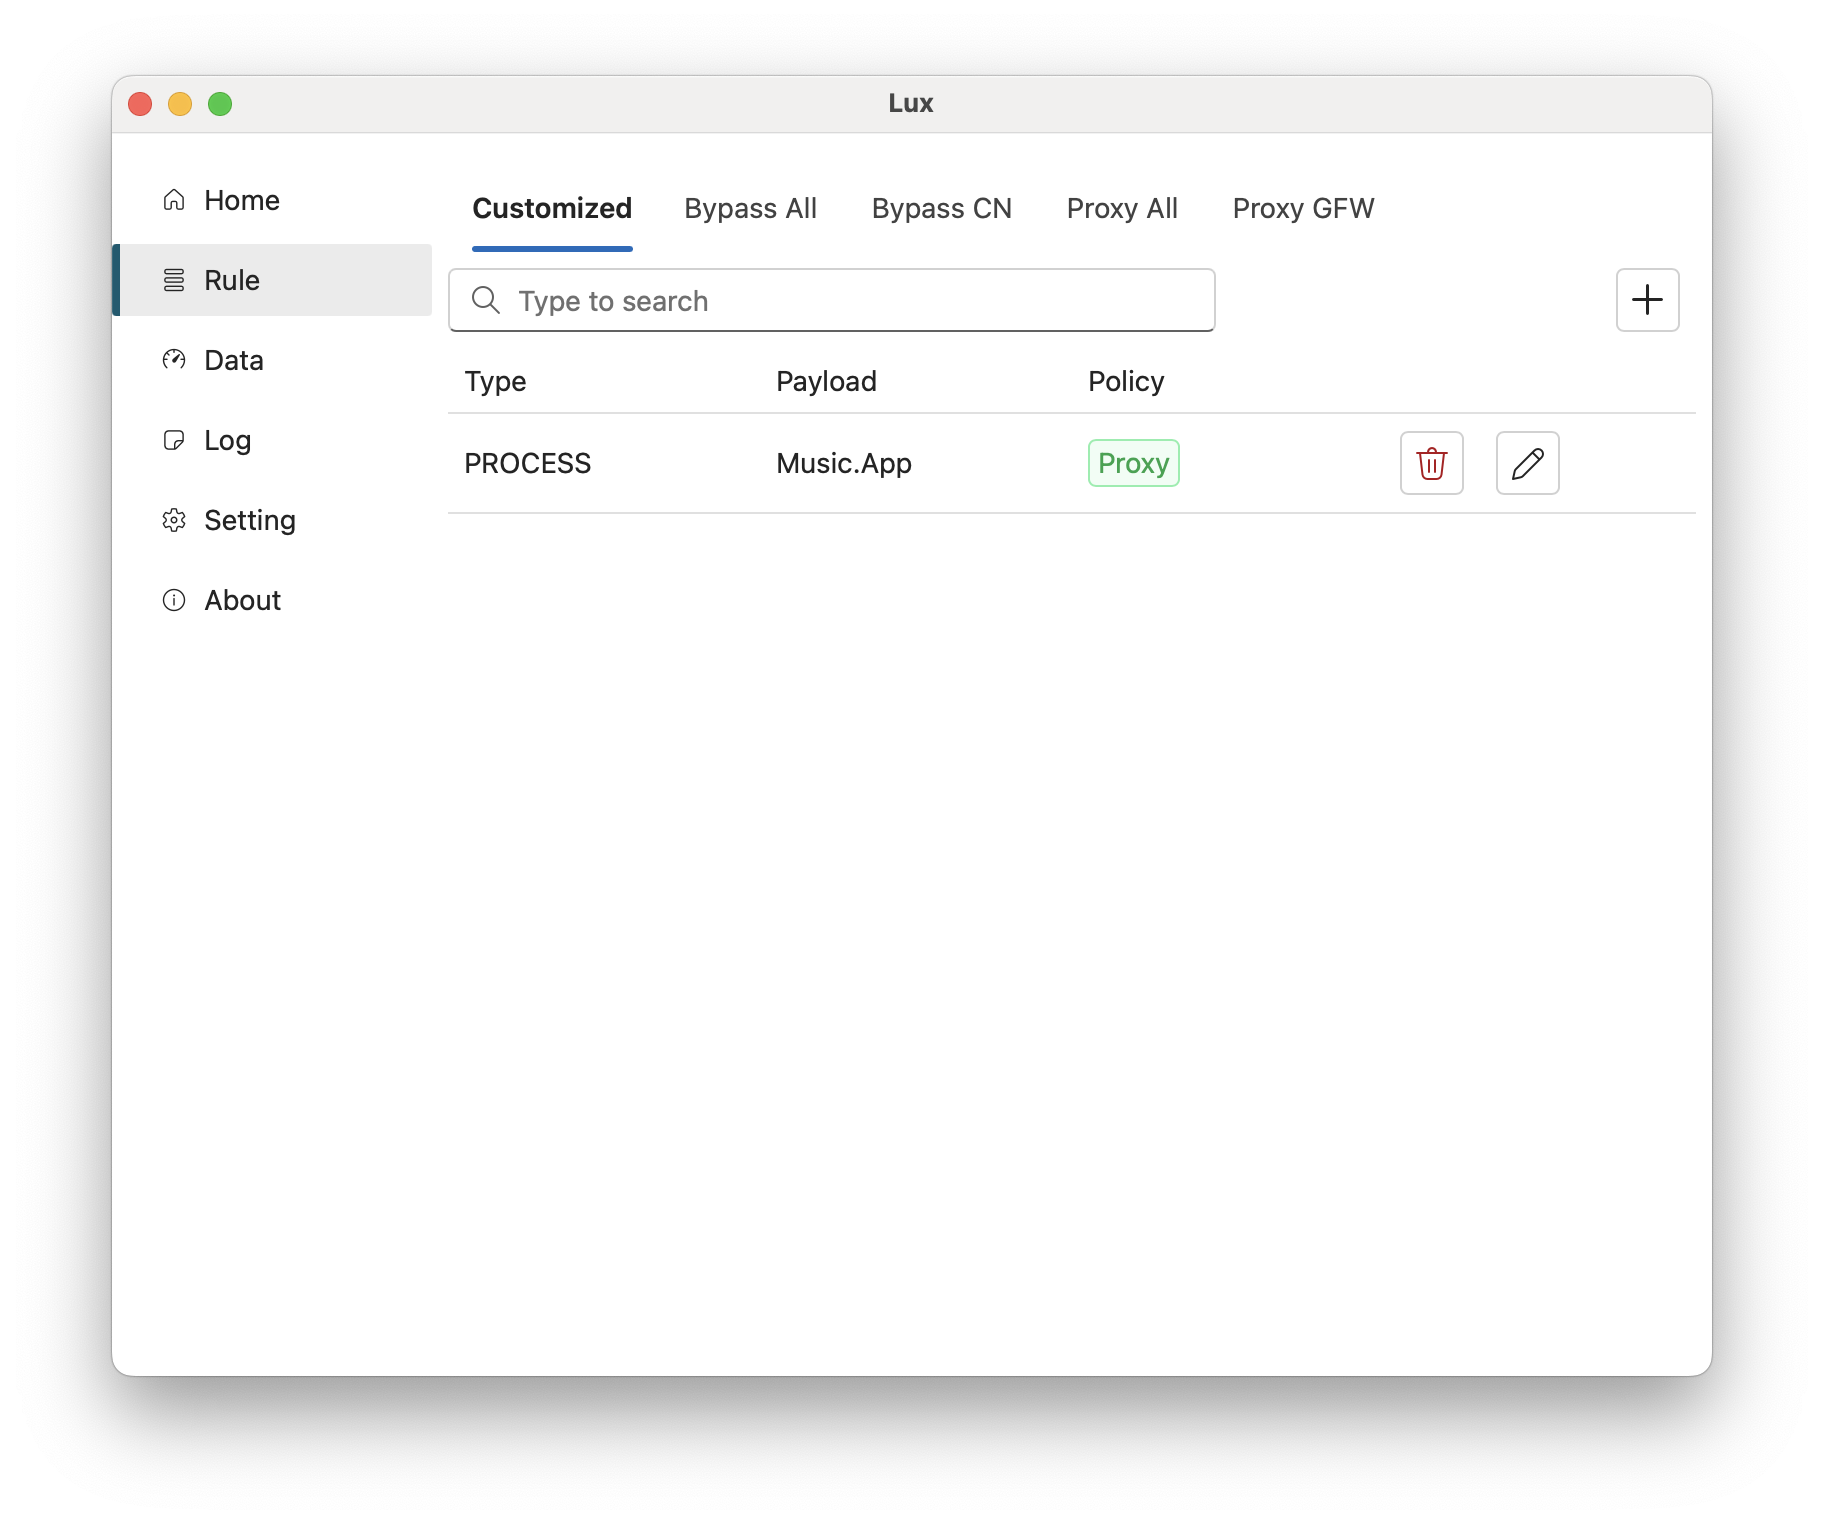 Lux
Home
Rule
Data
Log
Setting
About
Customized Bypass All Bypass CN Proxy All Proxy GFW
Type to search
Type Payload Policy
PROCESS Music.App Proxy